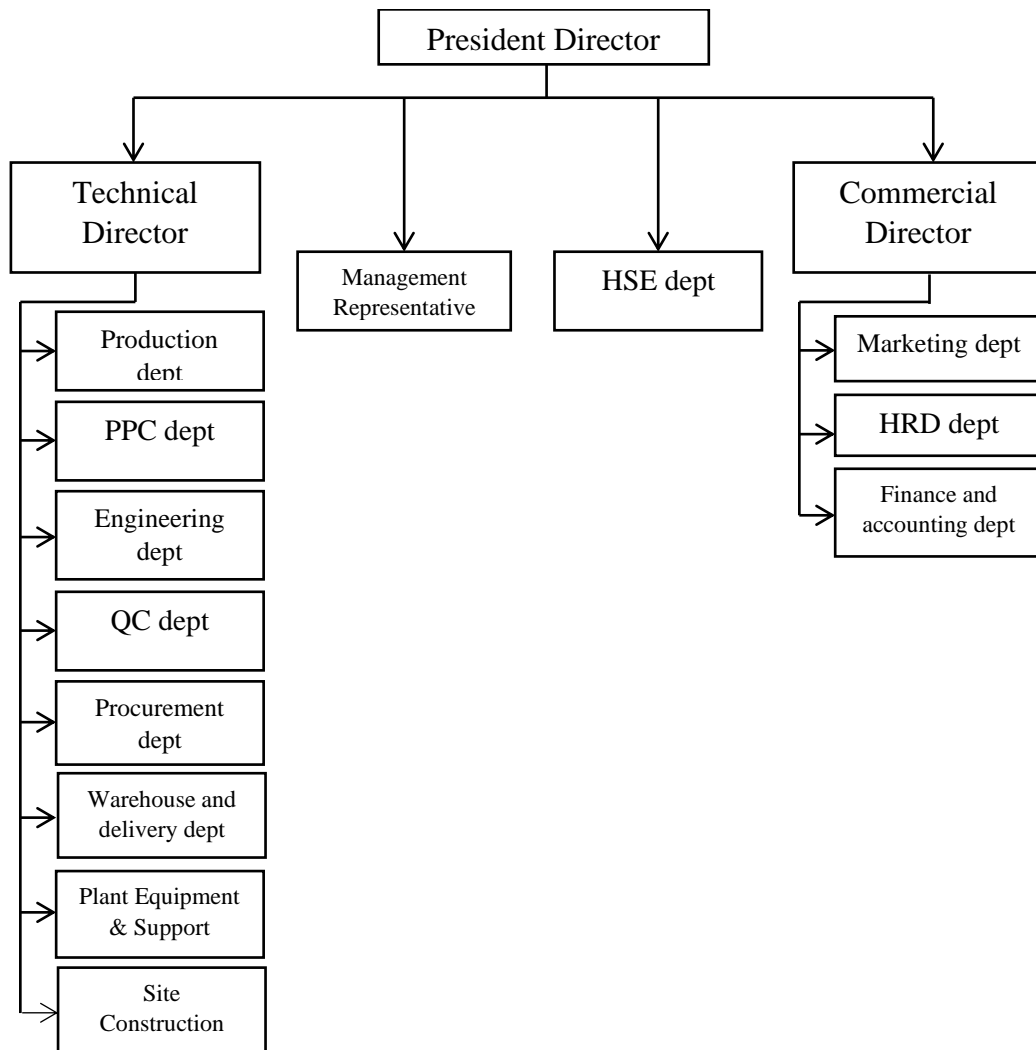 President Director
Technical
Director
Management
Representative
HSE dept
Commercial
Director
Production
dept
PPC dept
Engineering
dept
QC dept
Procurement
dept
Warehouse and
delivery dept
Plant Equipment
& Support
Site
Construction
Marketing dept
HRD dept
Finance and
accounting dept